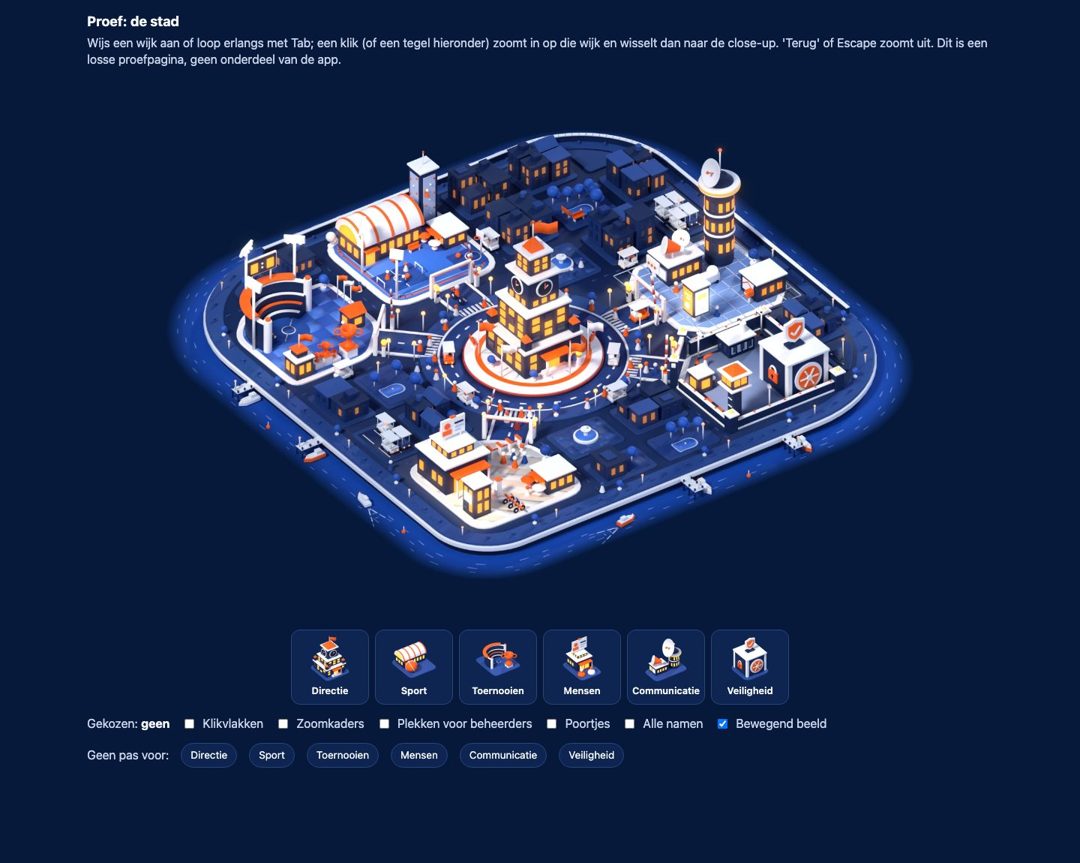 Proef: de stad
Wijs een wijk aan of loop erlangs met Tab; een klik (of een tegel hieronder) zoomt in op die wijk en wisselt dan naar de close-up. 'Terug' of Escape zoomt uit. Dit is een
losse proefpagina, geen onderdeel van de app.
Directie
Sport
Toernooien
Mensen
Communicatie
Veiligheid
Gekozen: geen Klikvlakken Zoomkaders Plekken voor beheerders Poortjes Alle namen Bewegend beeld
Geen pas voor: Directie Sport Toernooien Mensen Communicatie Veiligheid